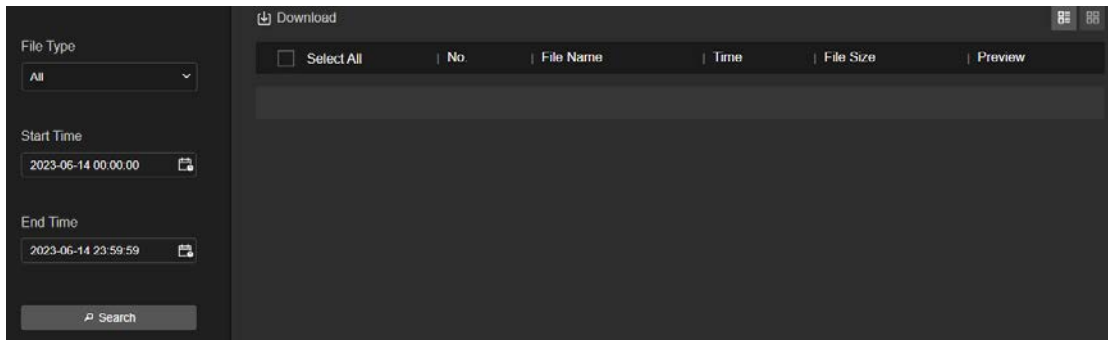 File Type
All
Start Time
2023-06-14 00:00:00
End Time
2023-06-14 23:59:59
Search
Download
Select All | No. | File Name | Time | File Size | Preview